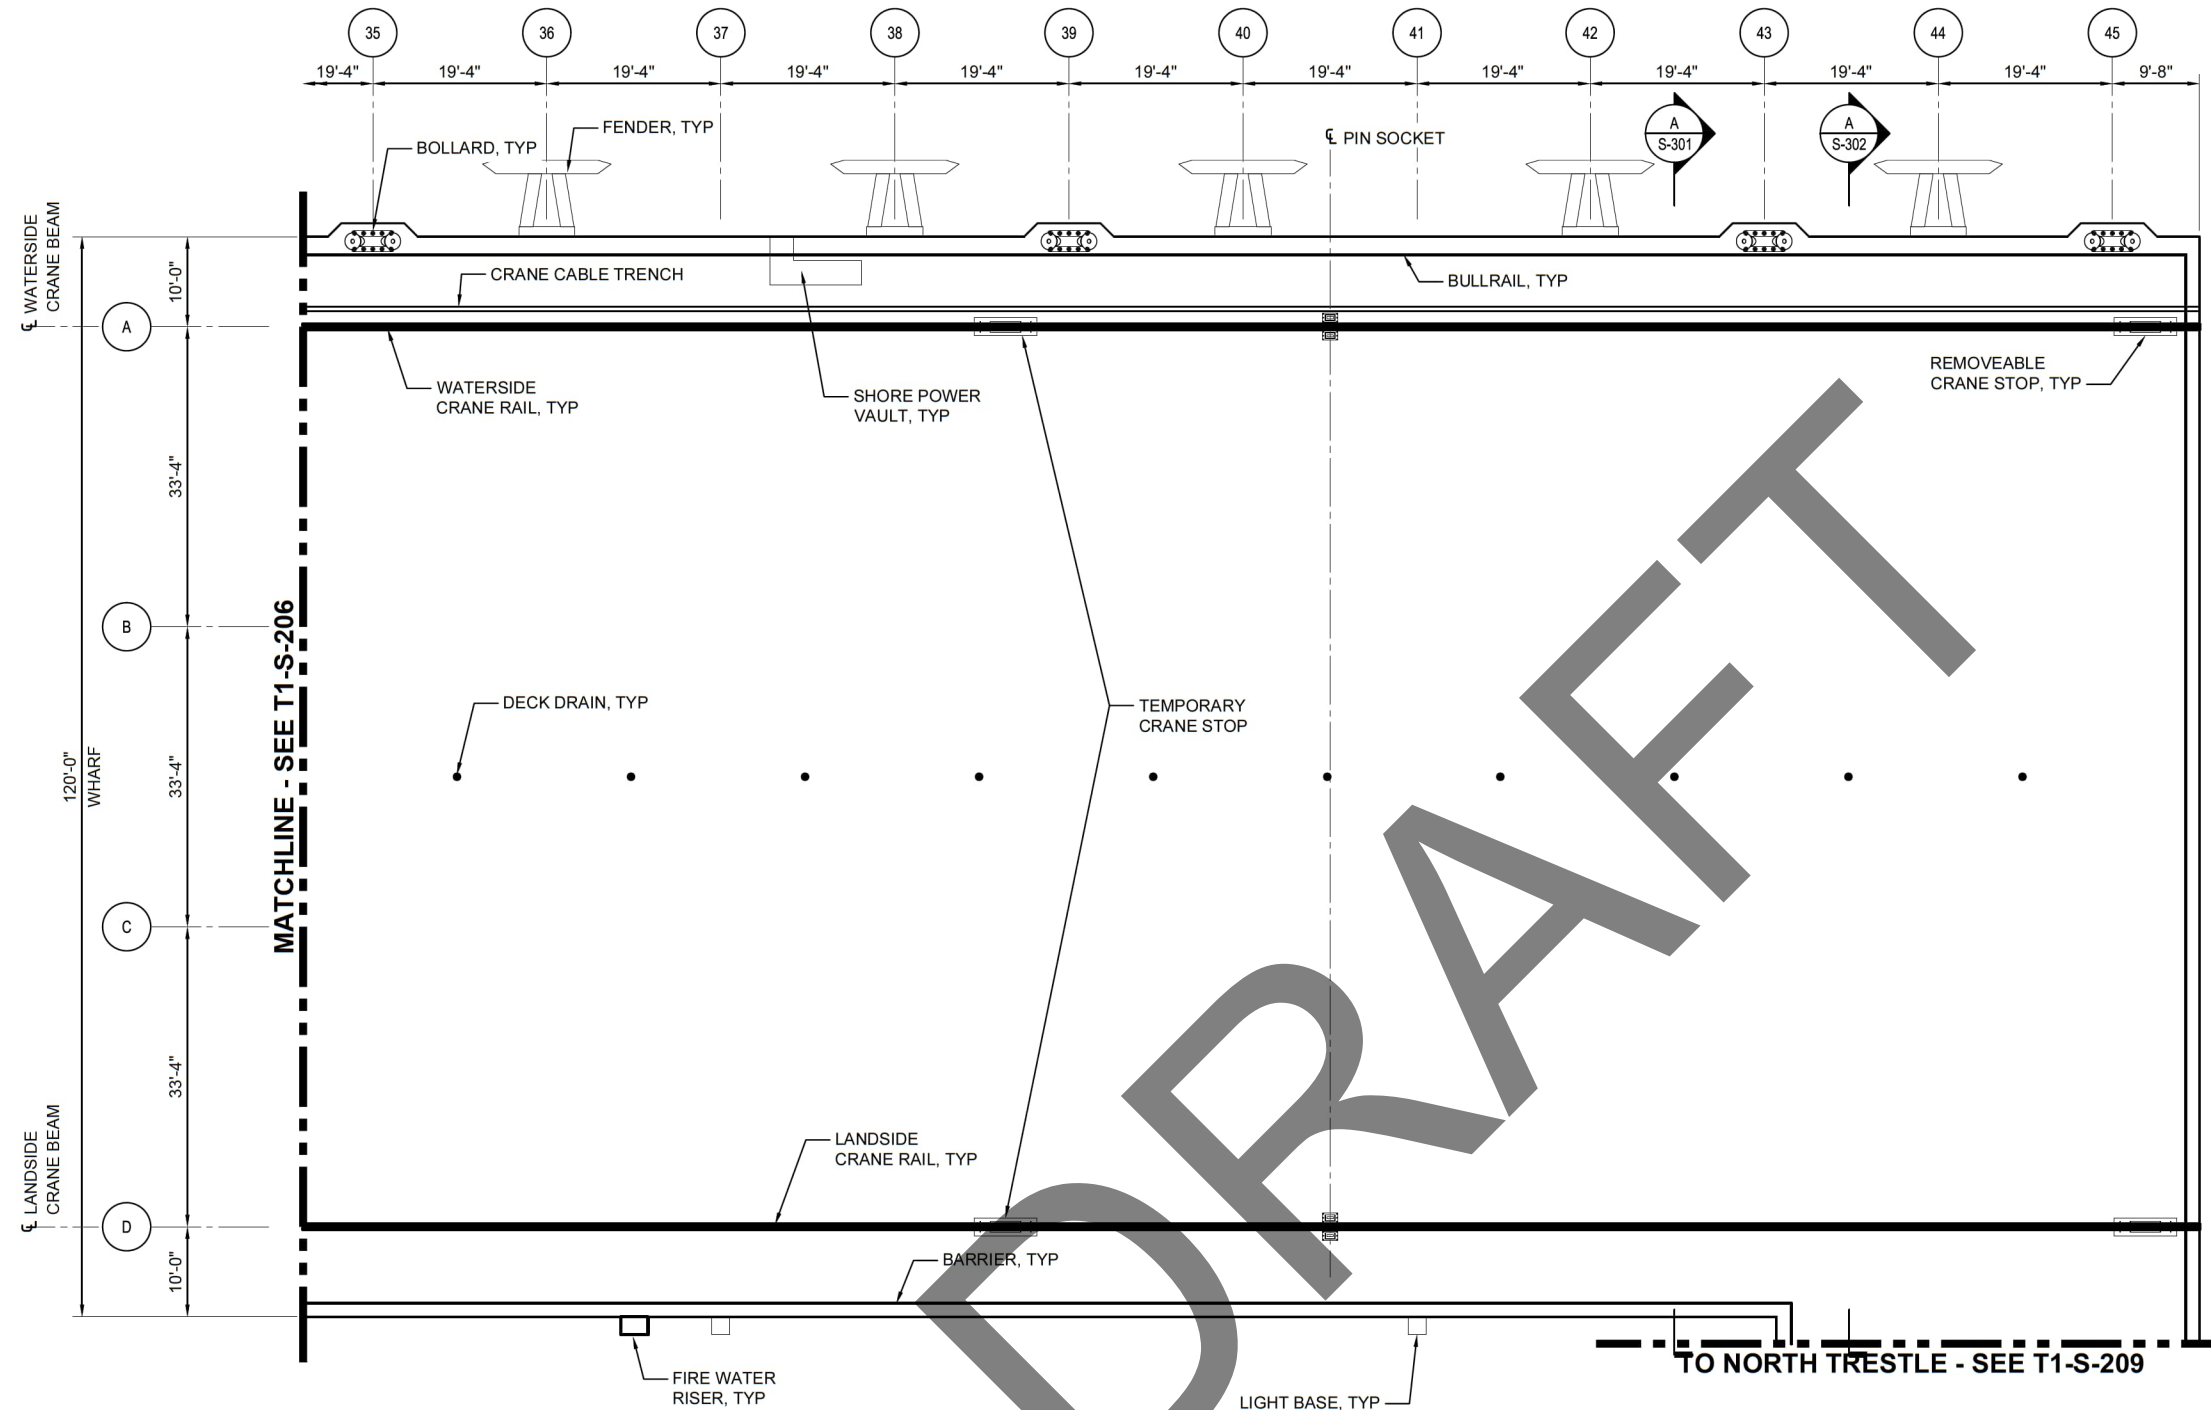 35
36
37
38
39
40
41
42
43
44
45
19'-4"
19'-4"
19'-4"
19'-4"
19'-4"
19'-4"
19'-4"
19'-4"
19'-4"
19'-4"
19'-4"
9'-8"
FENDER, TYP
BOLLARD, TYP
℄ PIN SOCKET
A
S-301
A
S-302
℄ WATERSIDE
CRANE BEAM
10'-0"
CRANE CABLE TRENCH
BULLRAIL, TYP
A
WATERSIDE
CRANE RAIL, TYP
SHORE POWER
VAULT, TYP
REMOVEABLE
CRANE STOP, TYP
33'-4"
B
MATCHLINE - SEE T1-S-206
DECK DRAIN, TYP
TEMPORARY
CRANE STOP
120'-0"
WHARF
33'-4"
C
33'-4"
℄ LANDSIDE
CRANE BEAM
LANDSIDE
CRANE RAIL, TYP
D
10'-0"
BARRIER, TYP
FIRE WATER
RISER, TYP
LIGHT BASE, TYP
TO NORTH TRESTLE - SEE T1-S-209
DRAFT